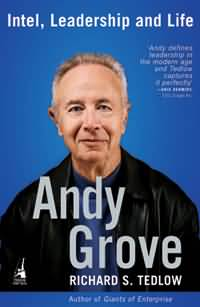 Intel, Leadership and Life
'Andy defines
leadership in
the modern age
and Tedlow
captures
it perfectly'
Andy
Grove
RICHARD S. TEDLOW
Author of Giants of Enterprise